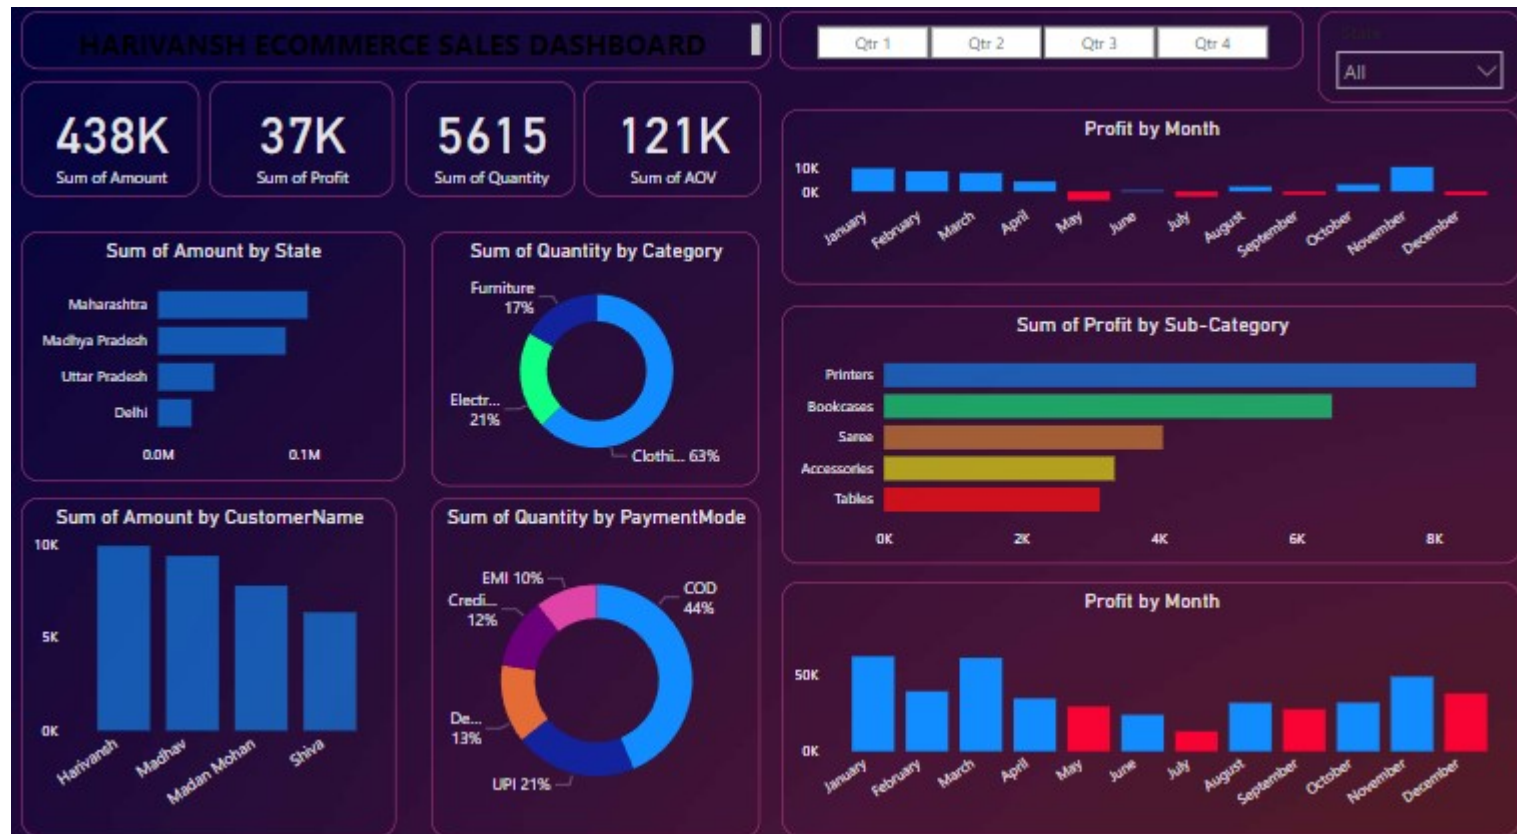 HARIVANSH ECOMMERCE SALES DASHBOARD
Qtr 1
Qtr 2
Qtr 3
Qtr 4
State
All
438K
Sum of Amount
37K
Sum of Profit
5615
Sum of Quantity
121K
Sum of AOV
Profit by Month
10K
0K
January
February
March
April
May
June
July
August
September
October
November
December
Sum of Amount by State
Maharashtra
Madhya Pradesh
Uttar Pradesh
Delhi
0.0M
0.1M
Sum of Quantity by Category
Furniture
17%
Electr...
21%
Clothi... 63%
Sum of Profit by Sub-Category
Printers
Bookcases
Saree
Accessories
Tables
0K
2K
4K
6K
8K
Sum of Amount by CustomerName
10K
5K
0K
Harivansh
Madhav
Madan Mohan
Shiva
Sum of Quantity by PaymentMode
EMI 10%
Credi...
12%
De...
13%
UPI 21%
COD
44%
Profit by Month
50K
0K
January
February
March
April
May
June
July
August
September
October
November
December